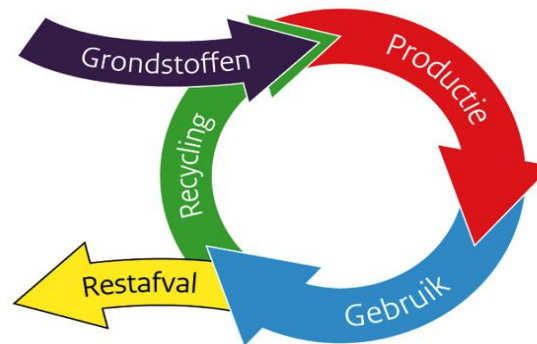 Grondstoffen
Productie
Recycling
Restafval
Gebruik